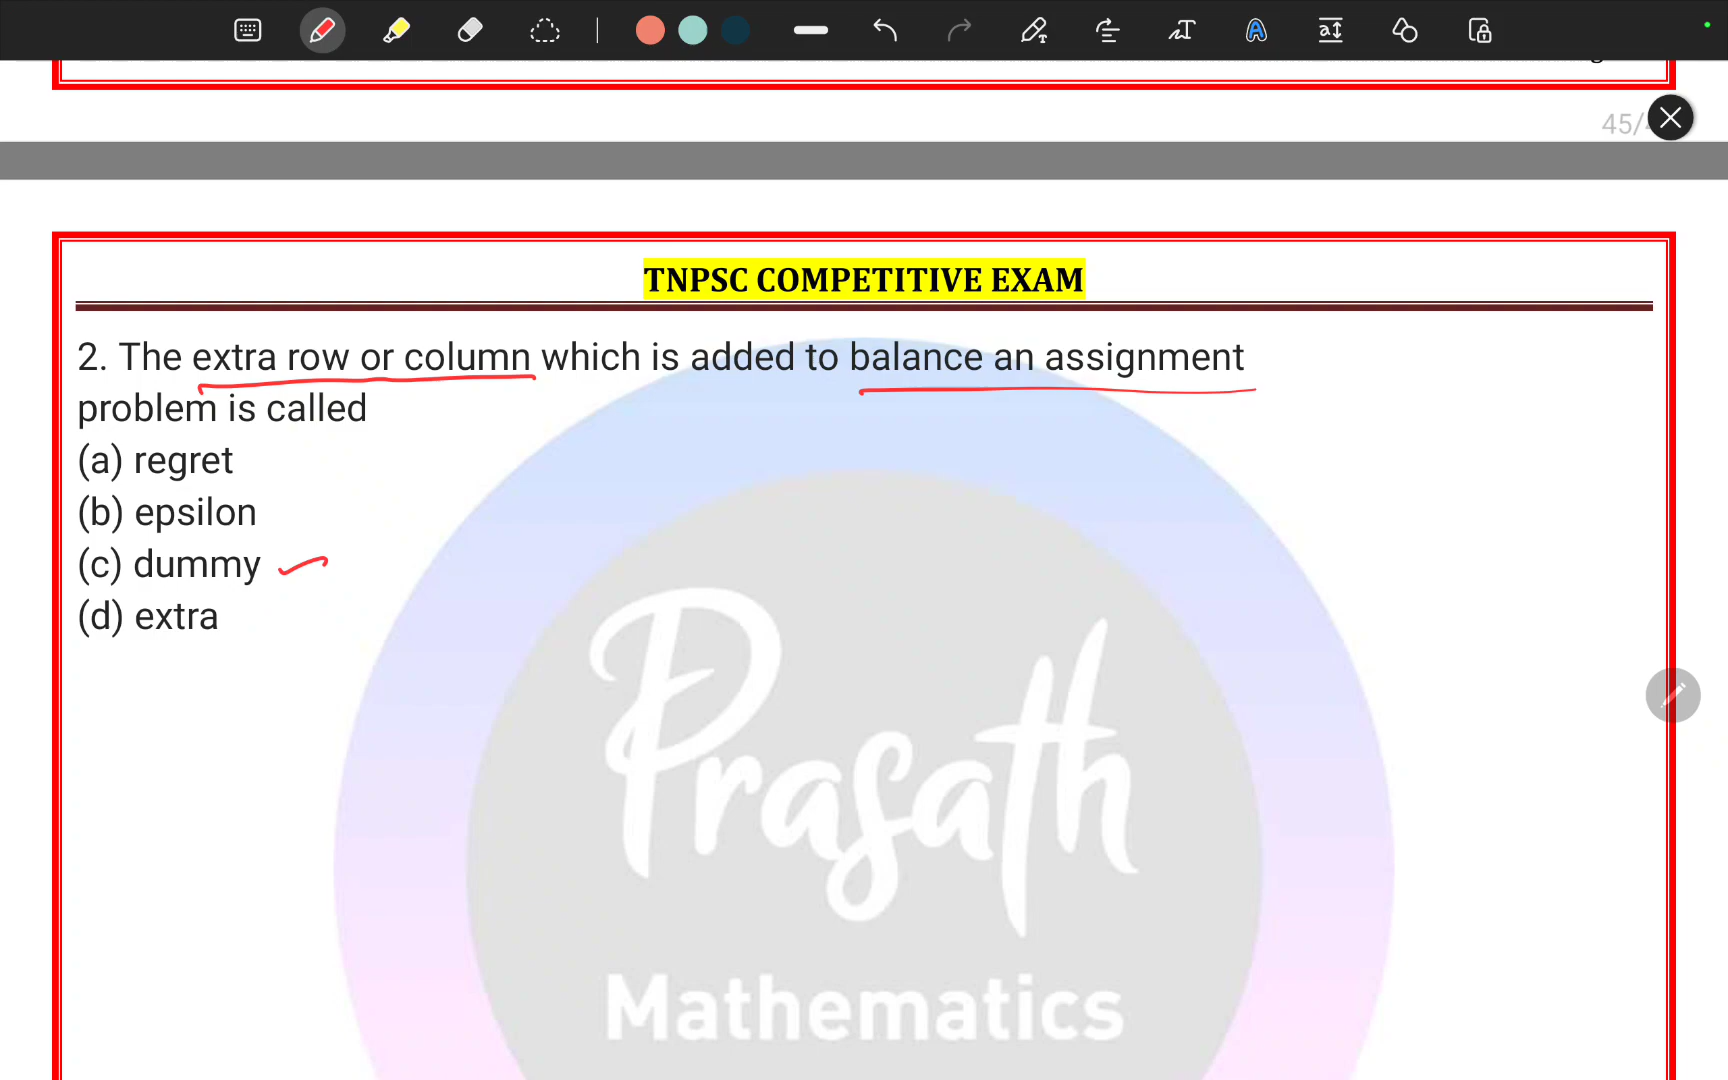 45/
TNPSC COMPETITIVE EXAM
2. The extra row or column which is added to balance an assignment
problem is called
(a) regret
(b) epsilon
(c) dummy
(d) extra
Prasath
Mathematics